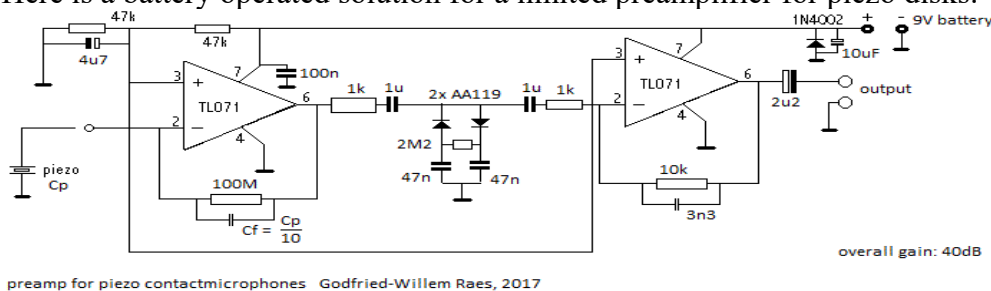 Here is a battery operated solution for a limited preamplifier for piezo disks.
47k
1N4002 + - 9V battery
47k
4u7
10uF
100n
3 + 7
TL071
6
2 -
4
1k 1u
2x AA119
1u 1k
3 + 7
TL071
6
2 -
4
2u2
output
2M2
47n 47n
piezo
Cp
100M
Cf = Cp
10
10k
3n3
overall gain: 40dB
preamp for piezo contactmicrophones Godfried-Willem Raes, 2017